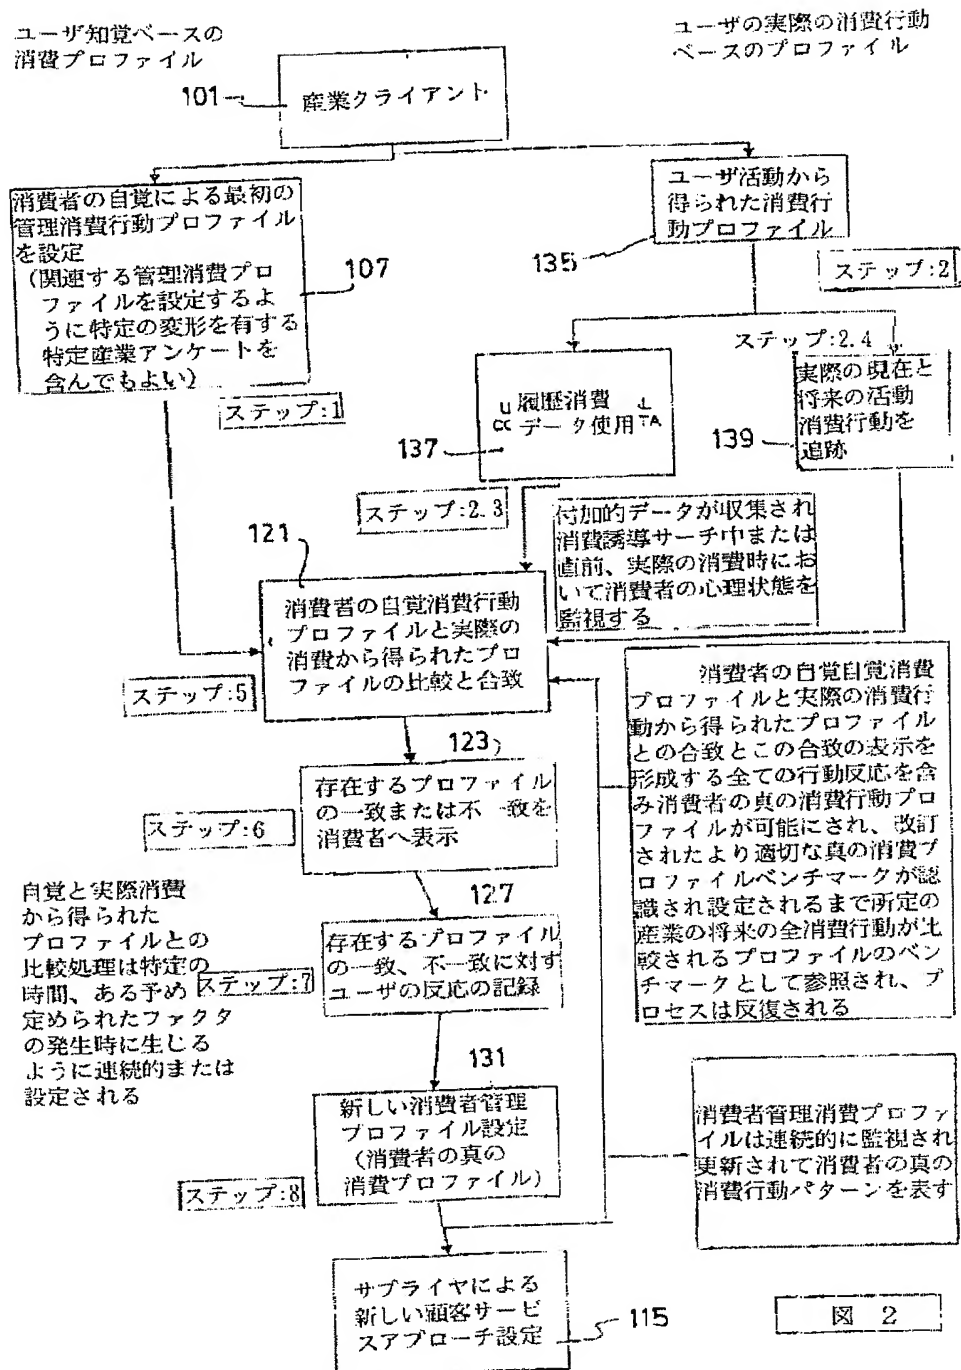 ユーザ知覚ベースの
消費プロファイル
ユーザの実際の消費行動
ベースのプロファイル
101
産業クライアント
消費者の自覚による最初の
管理消費行動プロファイル
を設定
(関連する管理消費プロ
ファイルを設定するよ
うに特定の変形を有する
特定産業アンケートを
含んでもよい)
107
ステップ:1
ユーザ活動から
得られた消費行
動プロファイル
135
ステップ:2
ステップ:2.4
履歴消費
データ使用
137
ステップ:2.3
実際の現在と
将来の活動
消費行動を
追跡
139
付加的データが収集され
消費誘導サーチ中または
直前、実際の消費時にお
いて消費者の心理状態を
監視する
121
消費者の自覚消費行動
プロファイルと実際の
消費から得られたプロ
ファイルの比較と合致
ステップ:5
123
存在するプロファイル
の一致または不一致を
消費者へ表示
ステップ:6
127
存在するプロファイル
の一致、不一致に対す
ユーザの反応の記録
ステップ:7
自覚と実際消費
から得られた
プロファイルとの
比較処理は特定の
時間、ある予め
定められたファクタ
の発生時に生じる
ように連続的または
設定される
消費者の自覚自覚消費
プロファイルと実際の消費行
動から得られたプロファイル
との合致とこの合致の表示を
形成する全ての行動反応を含
み消費者の真の消費行動プロ
ファイルが可能にされ、改訂
されたより適切な真の消費プ
ロファイルベンチマークが認
識され設定されるまで所定の
産業の将来の全消費行動が比
較されるプロファイルのベン
チマークとして参照され、プ
ロセスは反復される
131
新しい消費者管理
プロファイル設定
(消費者の真の
消費プロファイル)
ステップ:8
消費者管理消費プロファ
イルは連続的に監視され
更新されて消費者の真の
消費行動パターンを表す
サプライヤによる
新しい顧客サービ
スアプローチ設定
115
図 2